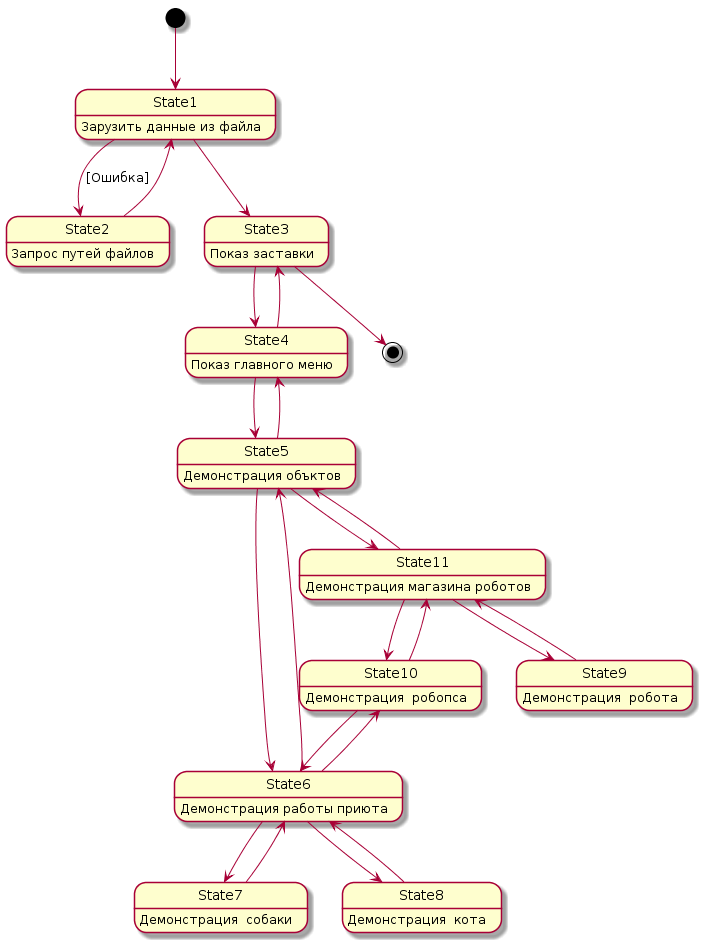 State1
Зарузить данные из файла
[Ошибка]
State2
Запрос путей файлов
State3
Показ заставки
State4
Показ главного меню
State5
Демонстрация объктов
State11
Демонстрация магазина роботов
State10
Демонстрация  робопса
State9
Демонстрация  робота
State6
Демонстрация работы приюта
State7
Демонстрация  собаки
State8
Демонстрация  кота